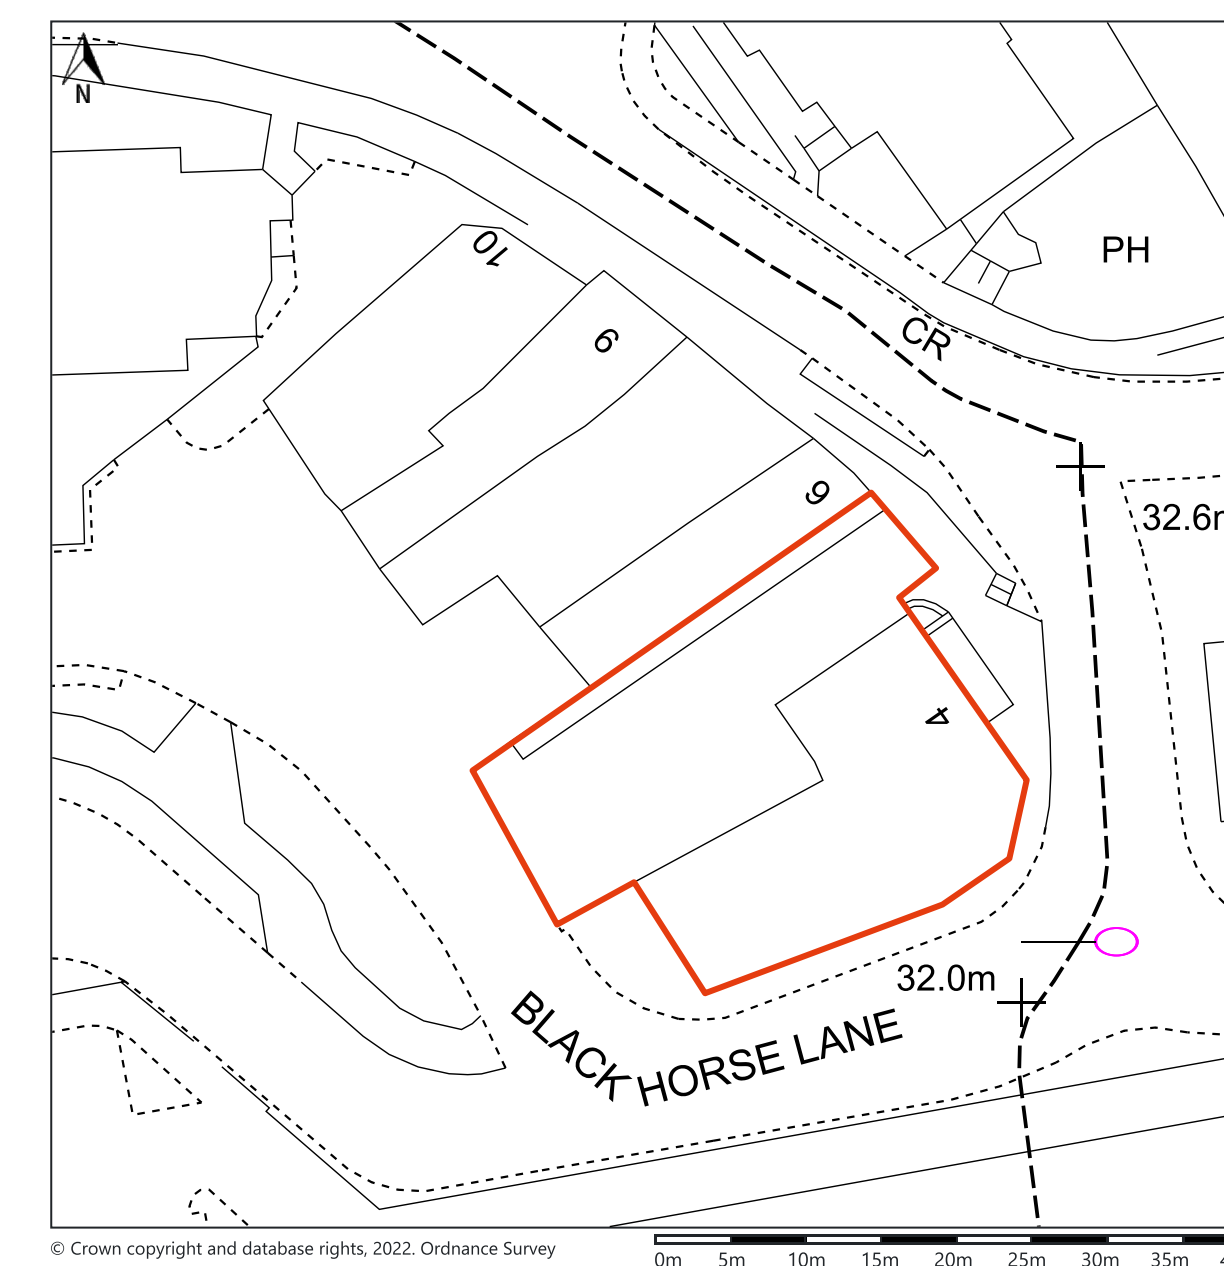 N
10
9
6
4
PH
CR
32.6m
32.0m
BLACK HORSE LANE
© Crown copyright and database rights, 2022. Ordnance Survey
0m 5m 10m 15m 20m 25m 30m 35m